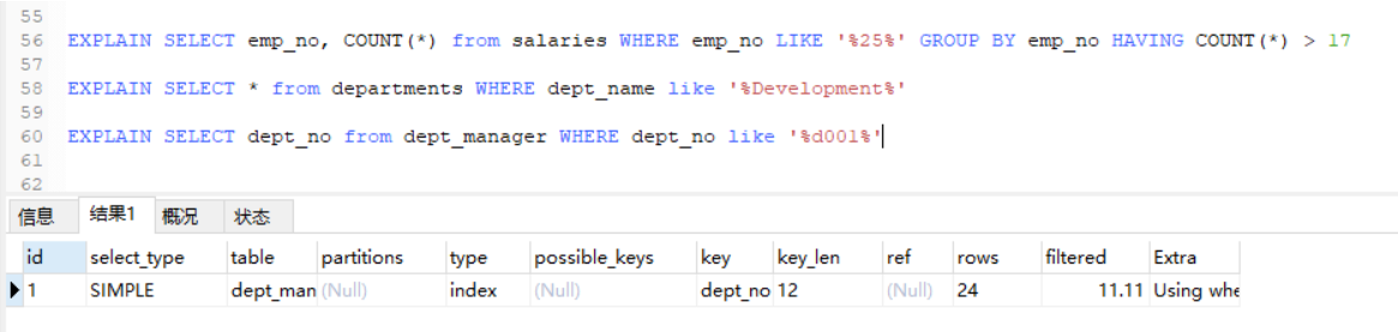 55
56 EXPLAIN SELECT emp_no, COUNT(*) from salaries WHERE emp_no LIKE '%25%' GROUP BY emp_no HAVING COUNT(*) > 17
57
58 EXPLAIN SELECT * from departments WHERE dept_name like '%Development%'
59
60 EXPLAIN SELECT dept_no from dept_manager WHERE dept_no like '%d001%'
61
62
信息 结果1 概况 状态
id select_type table partitions type possible_keys key key_len ref rows filtered Extra
1 SIMPLE dept_man (Null) index (Null) dept_no 12 (Null) 24 11.11 Using whe